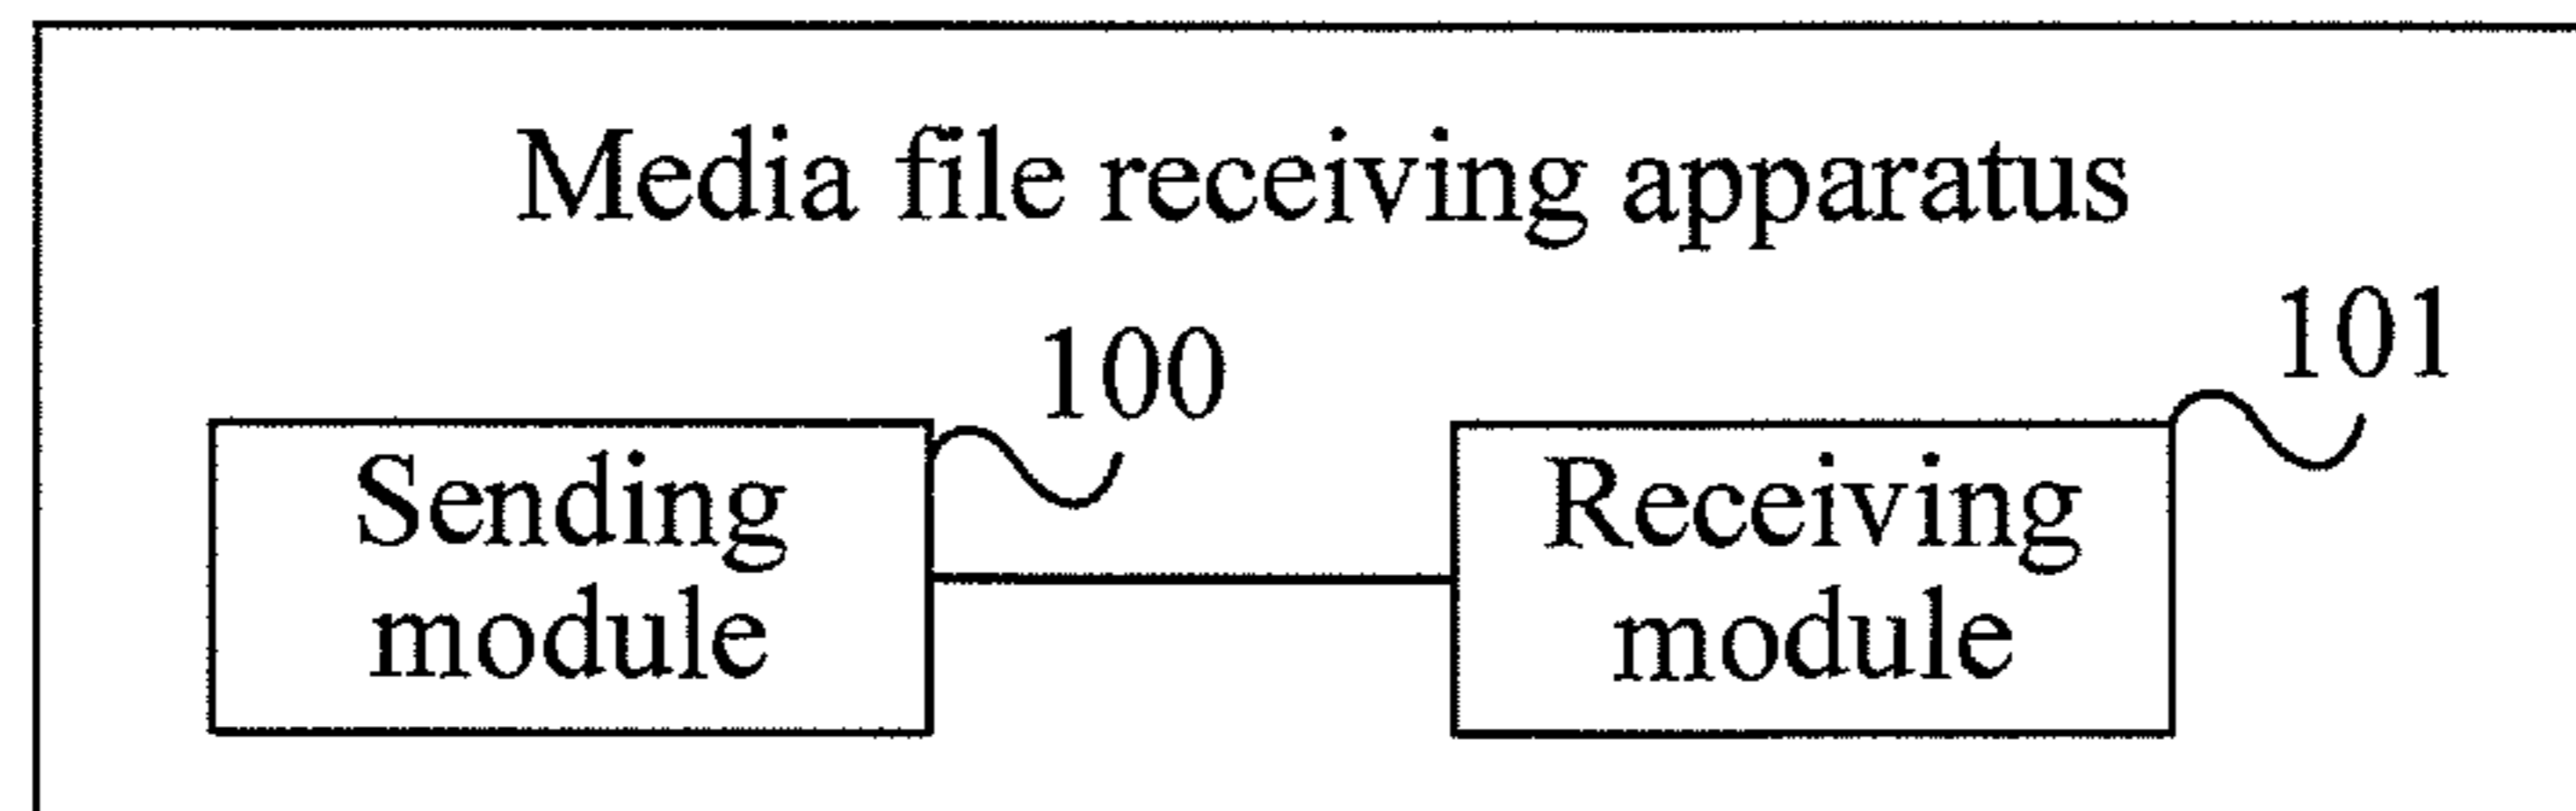 Media file receiving apparatus
100
101
Sending
module
Receiving
module